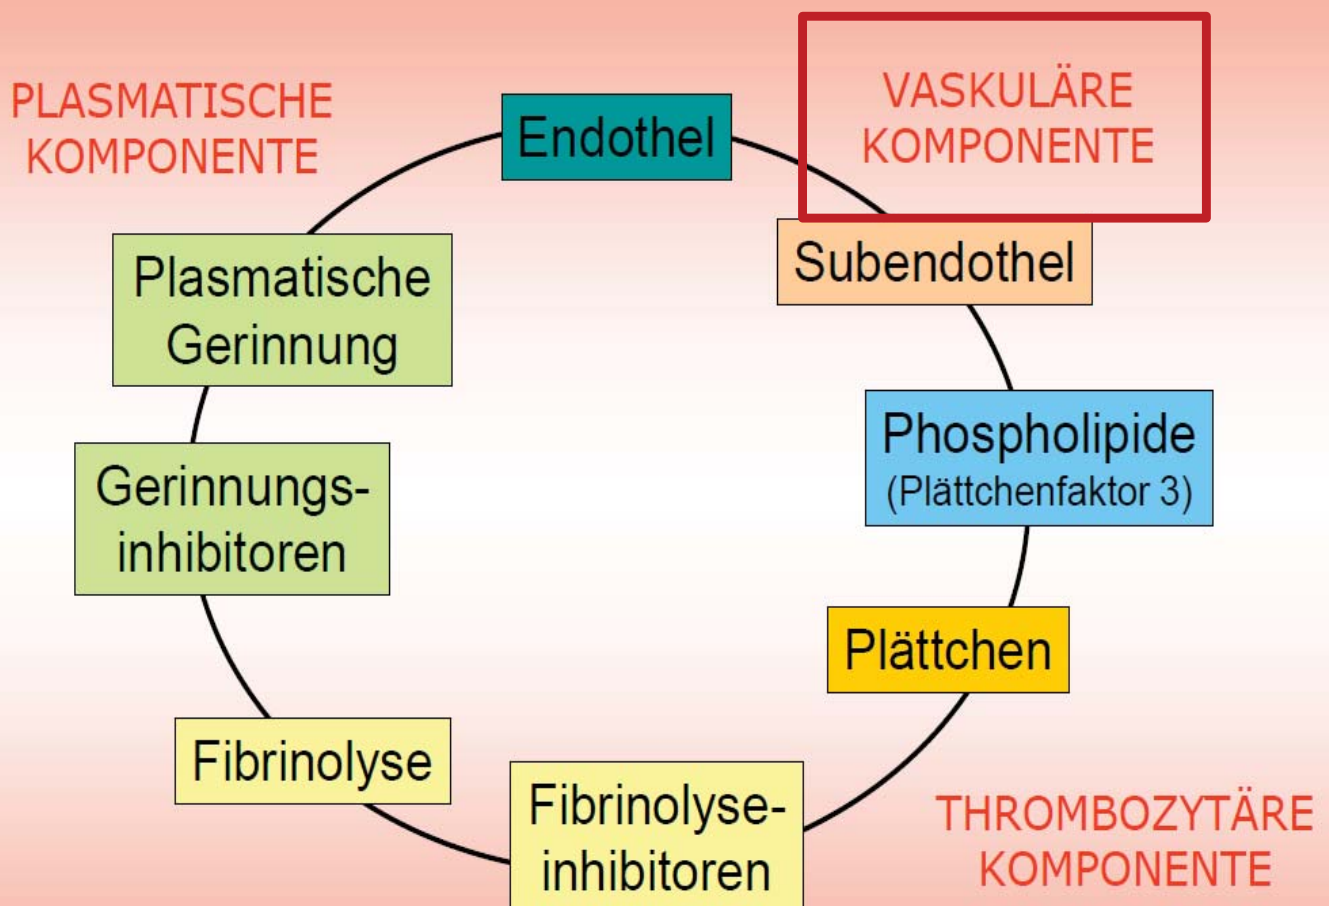 PLASMATISCHE
KOMPONENTE
VASKULÄRE
KOMPONENTE
Endothel
Subendothel
Plasmatische
Gerinnung
Phospholipide
(Plättchenfaktor 3)
Gerinnungs-
inhibitoren
Plättchen
Fibrinolyse
Fibrinolyse-
inhibitoren
THROMBOZYTÄRE
KOMPONENTE